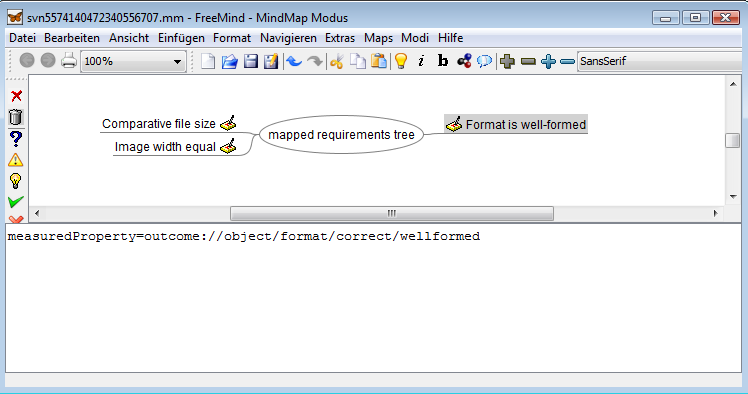 svn5574140472340556707.mm - FreeMind - MindMap Modus
Datei Bearbeiten Ansicht Einfügen Format Navigieren Extras Maps Modi Hilfe
100% i b SansSerif
Comparative file size
mapped requirements tree
Format is well-formed
Image width equal
measuredProperty=outcome://object/format/correct/wellformed